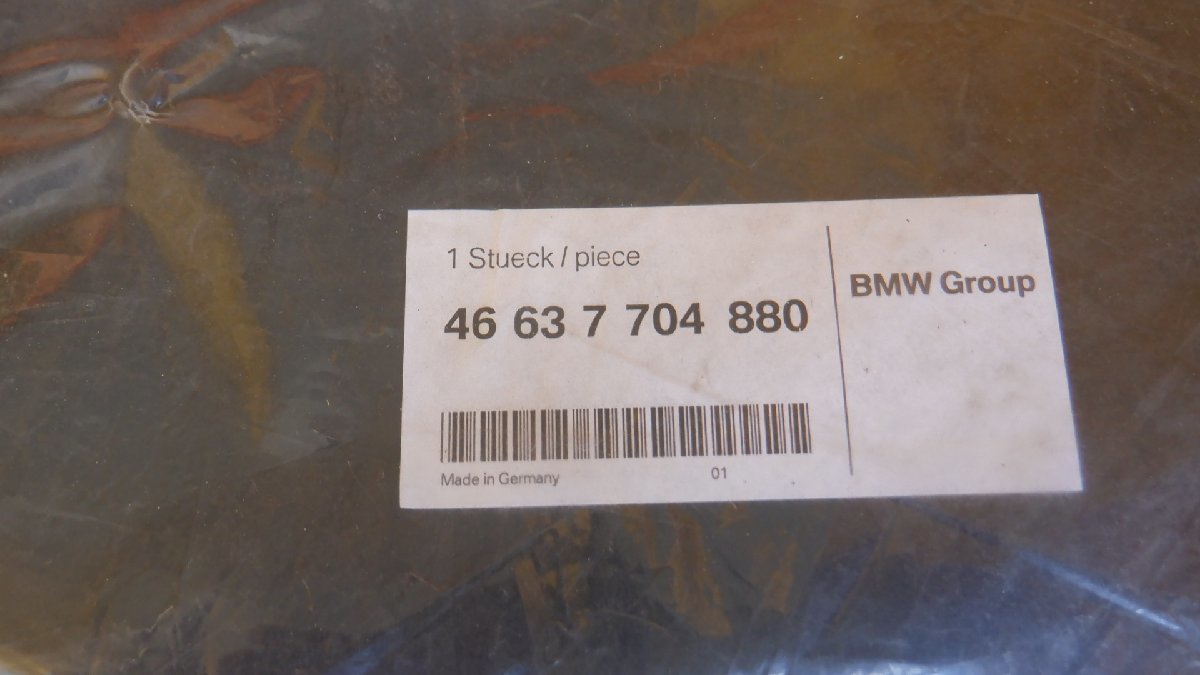 1 Stueck / piece
46 63 7 704 880
BMW Group
Made in Germany 01